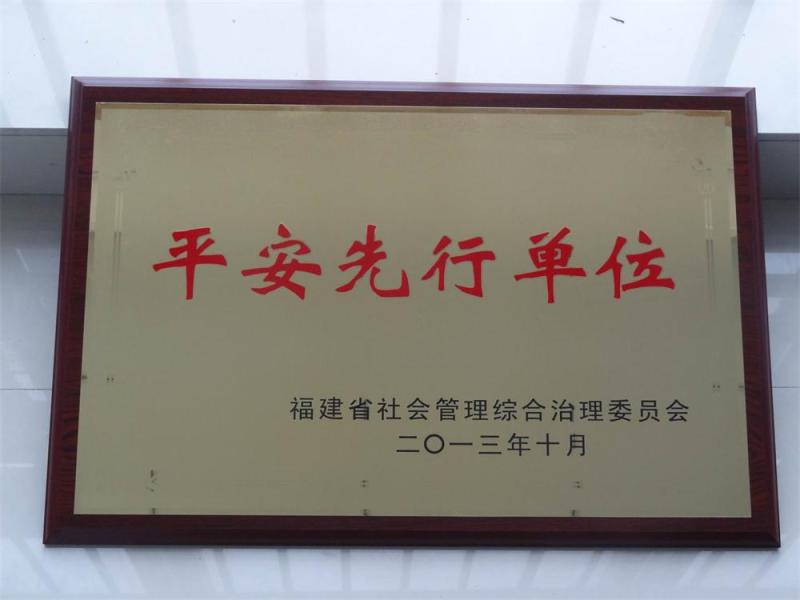 平安先行单位
福建省社会管理综合治理委员会
二〇一三年十月